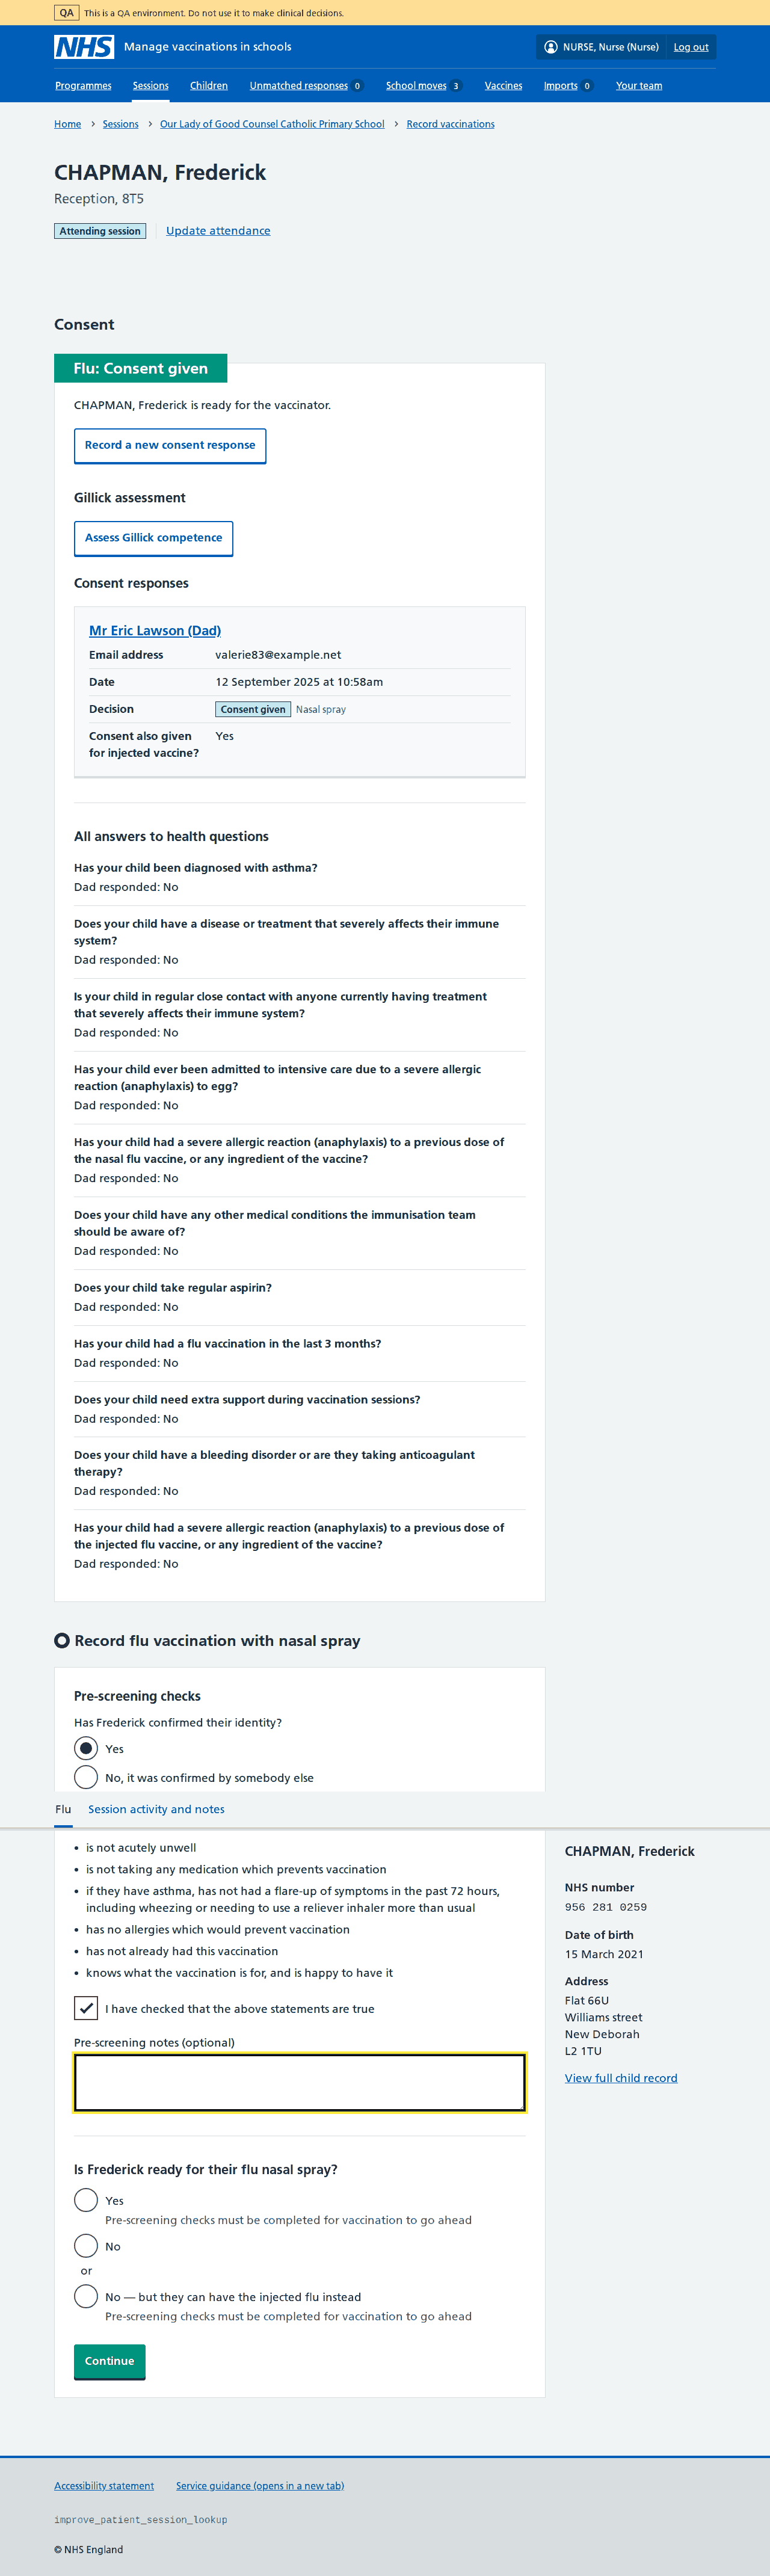 QA This is a QA environment. Do not use it to make clinical decisions.
NHS Manage vaccinations in schools NURSE, Nurse (Nurse) Log out
Programmes Sessions Children Unmatched responses 0 School moves 3 Vaccines Imports 0 Your team
Home > Sessions > Our Lady of Good Counsel Catholic Primary School > Record vaccinations
CHAPMAN, Frederick
Reception, 8T5
Attending session Update attendance
Consent
Flu: Consent given
CHAPMAN, Frederick is ready for the vaccinator.
Record a new consent response
Gillick assessment
Assess Gillick competence
Consent responses
Mr Eric Lawson (Dad)
Email address valerie83@example.net
Date 12 September 2025 at 10:58am
Decision Consent given Nasal spray
Consent also given Yes
for injected vaccine?
All answers to health questions
Has your child been diagnosed with asthma?
Dad responded: No
Does your child have a disease or treatment that severely affects their immune
system?
Dad responded: No
Is your child in regular close contact with anyone currently having treatment
that severely affects their immune system?
Dad responded: No
Has your child ever been admitted to intensive care due to a severe allergic
reaction (anaphylaxis) to egg?
Dad responded: No
Has your child had a severe allergic reaction (anaphylaxis) to a previous dose of
the nasal flu vaccine, or any ingredient of the vaccine?
Dad responded: No
Does your child have any other medical conditions the immunisation team
should be aware of?
Dad responded: No
Does your child take regular aspirin?
Dad responded: No
Has your child had a flu vaccination in the last 3 months?
Dad responded: No
Does your child need extra support during vaccination sessions?
Dad responded: No
Does your child have a bleeding disorder or are they taking anticoagulant
therapy?
Dad responded: No
Has your child had a severe allergic reaction (anaphylaxis) to a previous dose of
the injected flu vaccine, or any ingredient of the vaccine?
Dad responded: No
Record flu vaccination with nasal spray
Pre-screening checks
Has Frederick confirmed their identity?
Yes
No, it was confirmed by somebody else
Flu Session activity and notes
• is not acutely unwell
• is not taking any medication which prevents vaccination
• if they have asthma, has not had a flare-up of symptoms in the past 72 hours,
including wheezing or needing to use a reliever inhaler more than usual
• has no allergies which would prevent vaccination
• has not already had this vaccination
• knows what the vaccination is for, and is happy to have it
I have checked that the above statements are true
Pre-screening notes (optional)
Is Frederick ready for their flu nasal spray?
Yes
Pre-screening checks must be completed for vaccination to go ahead
No
or
No — but they can have the injected flu instead
Pre-screening checks must be completed for vaccination to go ahead
Continue
CHAPMAN, Frederick
NHS number
956 281 0259
Date of birth
15 March 2021
Address
Flat 66U
Williams street
New Deborah
L2 1TU
View full child record
Accessibility statement Service guidance (opens in a new tab)
improve_patient_session_lookup
© NHS England